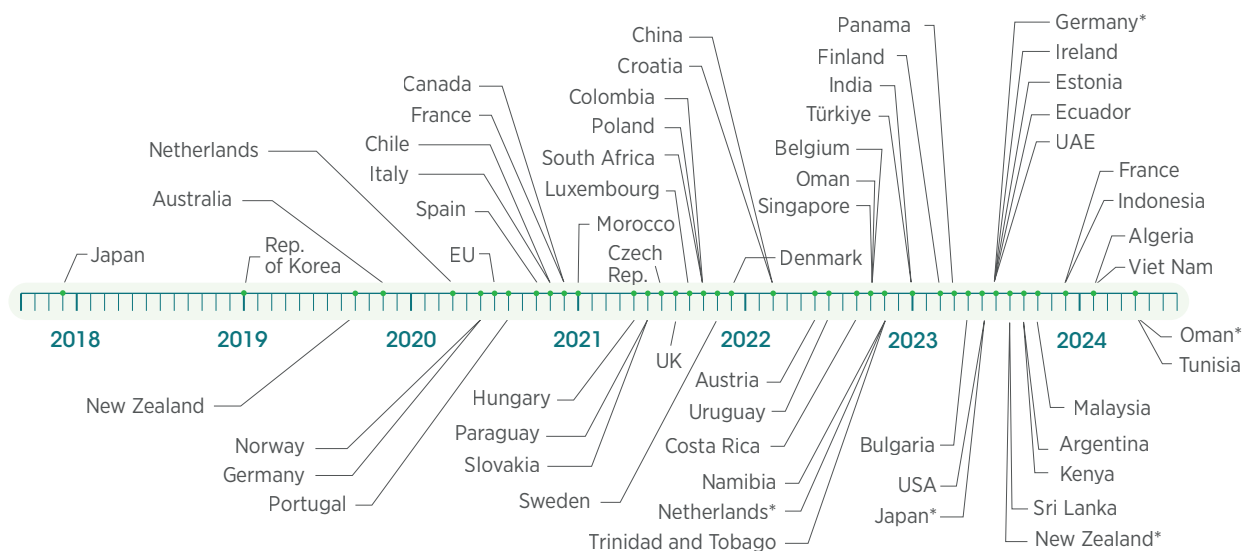 Germany*
Panama
China
Ireland
Finland
Croatia
Estonia
Canada
India
Colombia
Ecuador
France
Türkiye
Poland
UAE
Chile
Netherlands
Belgium
South Africa
Italy
France
Oman
Luxembourg
Australia
Indonesia
Spain
Singapore
Morocco
Algeria
Rep.
of Korea
Japan
EU
Czech
Rep.
Denmark
Viet Nam
2018
2019
2020
2021
2022
2023
2024
Oman*
UK
Tunisia
Austria
Hungary
New Zealand
Malaysia
Uruguay
Paraguay
Norway
Costa Rica
Bulgaria
Argentina
Slovakia
Germany
Kenya
Namibia
USA
Portugal
Sweden
Sri Lanka
Netherlands*
Japan*
New Zealand*
Trinidad and Tobago